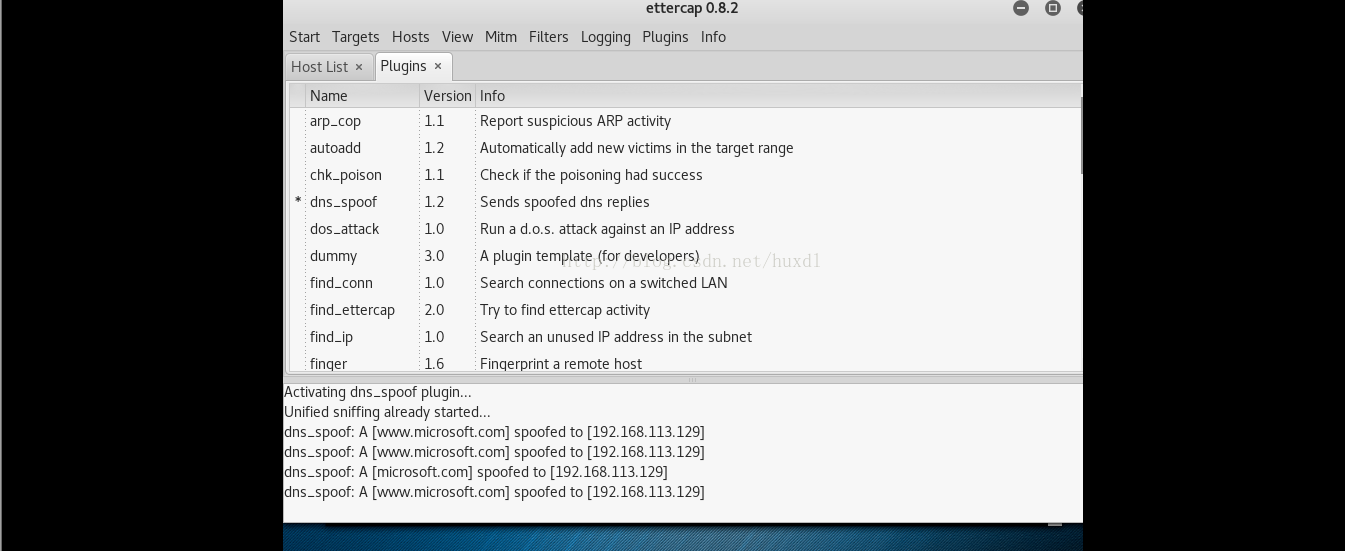 ettercap 0.8.2
Start Targets Hosts View Mitm Filters Logging Plugins Info
Host List × Plugins ×
Name Version Info
arp_cop 1.1 Report suspicious ARP activity
autoadd 1.2 Automatically add new victims in the target range
chk_poison 1.1 Check if the poisoning had success
* dns_spoof 1.2 Sends spoofed dns replies
dos_attack 1.0 Run a d.o.s. attack against an IP address
dummy 3.0 A plugin template (for developers)
http://blog.csdn.net/huxdl
find_conn 1.0 Search connections on a switched LAN
find_ettercap 2.0 Try to find ettercap activity
find_ip 1.0 Search an unused IP address in the subnet
finger 1.6 Fingerprint a remote host
Activating dns_spoof plugin...
Unified sniffing already started...
dns_spoof: A [www.microsoft.com] spoofed to [192.168.113.129]
dns_spoof: A [www.microsoft.com] spoofed to [192.168.113.129]
dns_spoof: A [microsoft.com] spoofed to [192.168.113.129]
dns_spoof: A [www.microsoft.com] spoofed to [192.168.113.129]